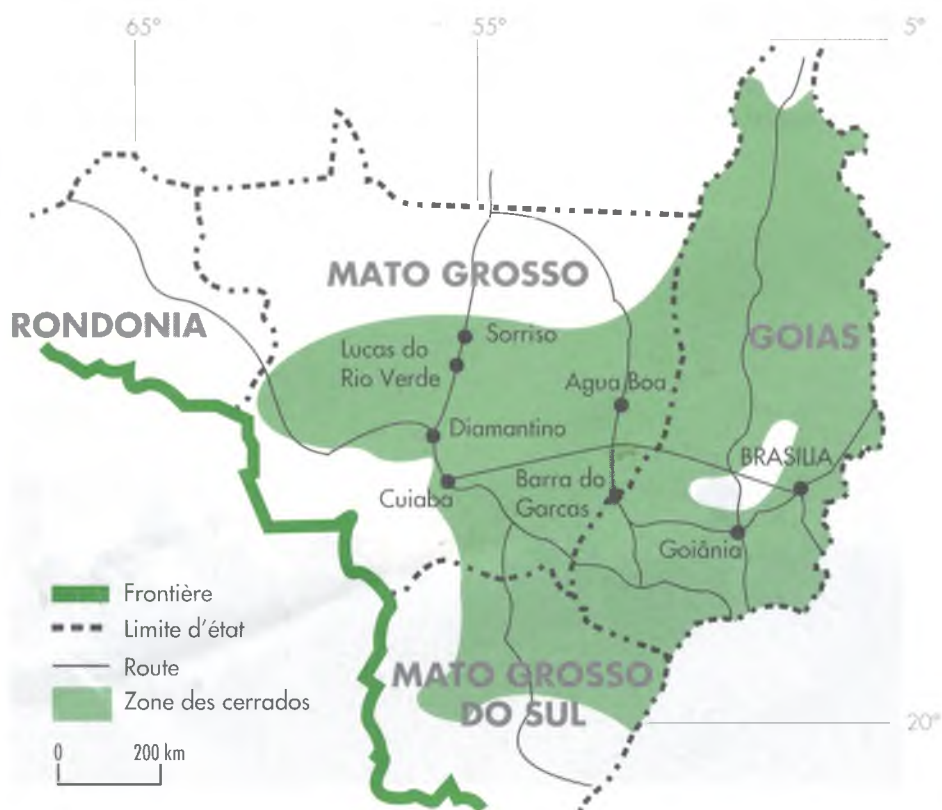 65°
55°
5°
MATO GROSSO
RONDONIA
Sorriso
GOIAS
Lucas do
Rio Verde
Agua Boa
Diamantino
BRASILIA
Barra do
Garcas
Cuiaba
Goiânia
Frontière
Limite d'état
Route
Zone des cerrados
MATO GROSSO
DO SUL
20°
0
200 km